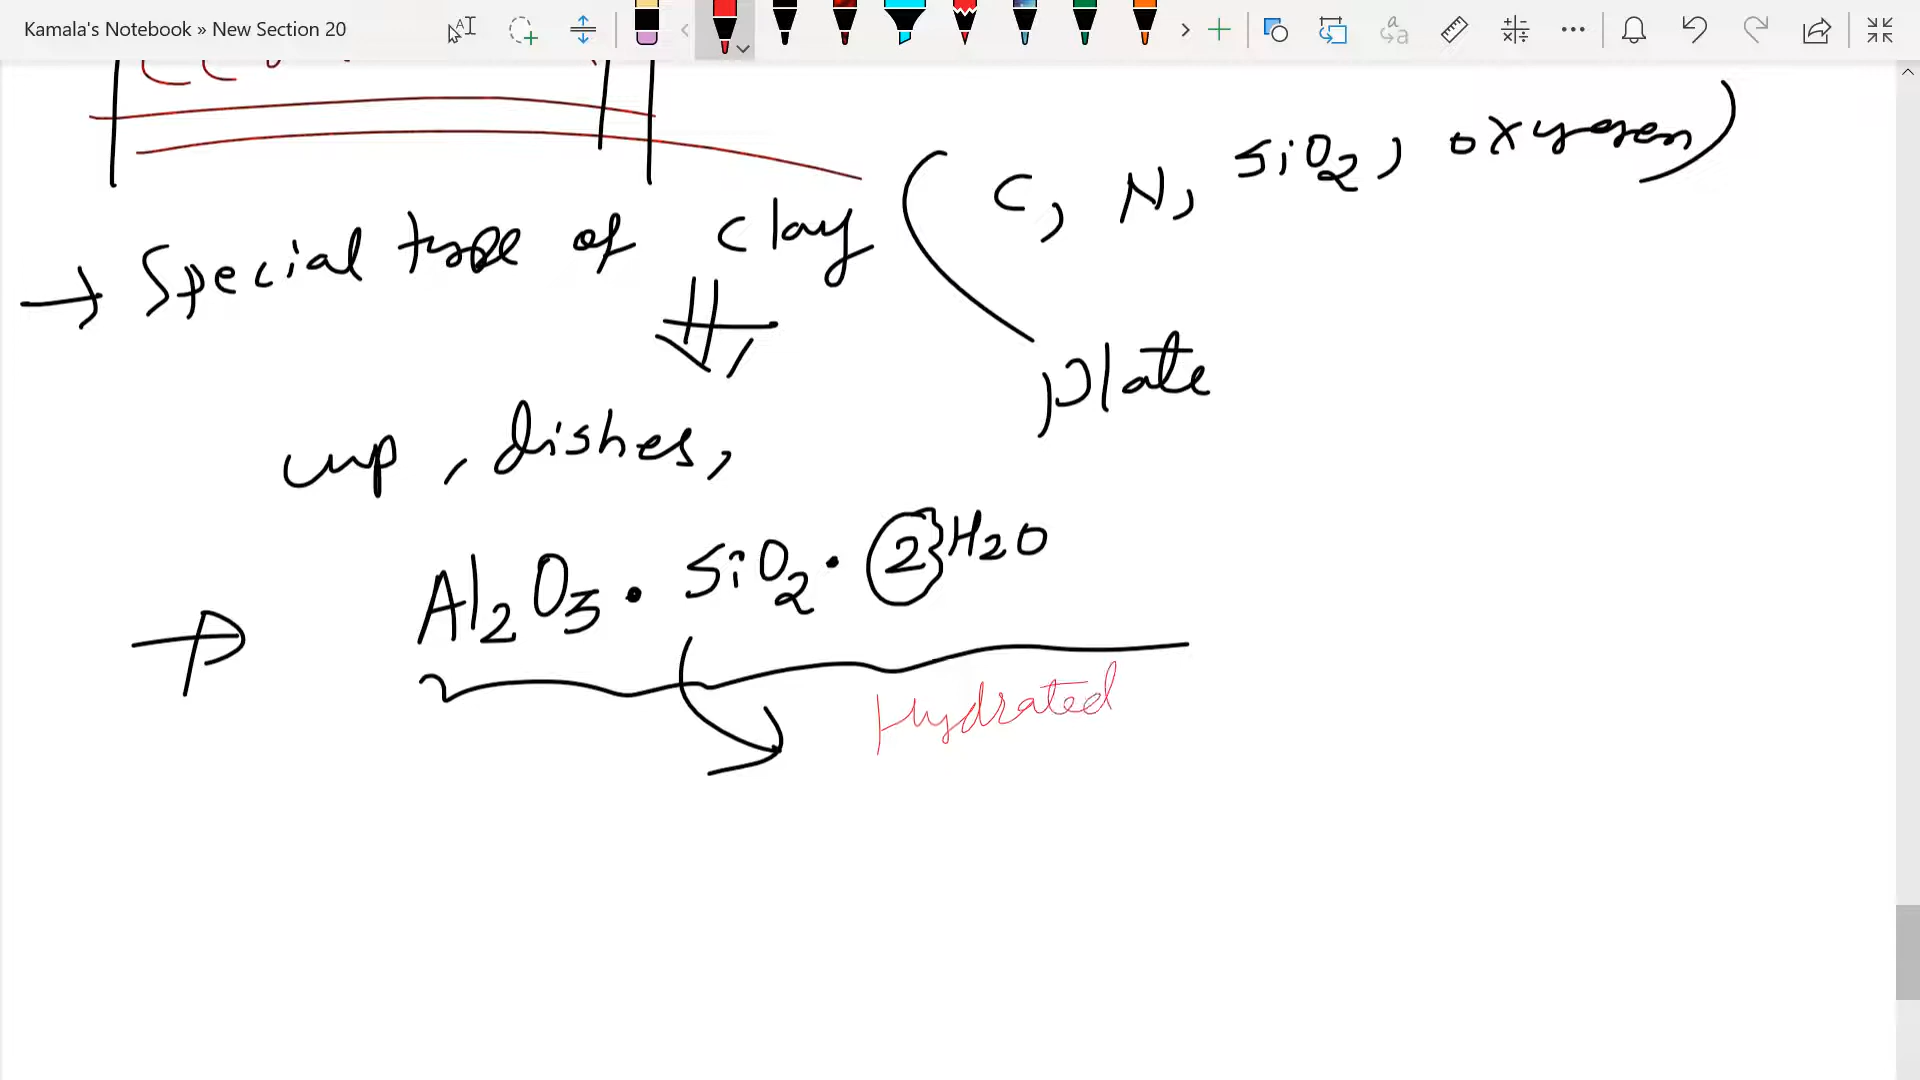 Kamala's Notebook » New Section 20
(C, N, SiO2, oxygen)
→ Special type of clay
plate
cup, dishes,
→ Al2O3 · SiO2 · 2H2O
Hydrated